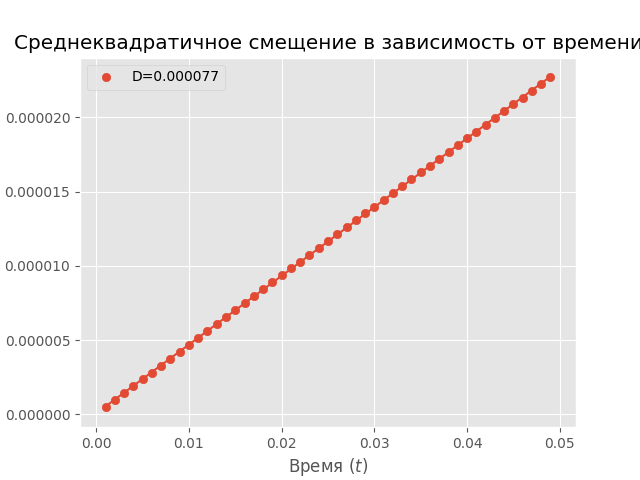 Среднеквадратичное смещение в зависимость от времени
D=0.000077
0.000020
0.000015
0.000010
0.000005
0.000000
0.00 0.01 0.02 0.03 0.04 0.05
Время (t)